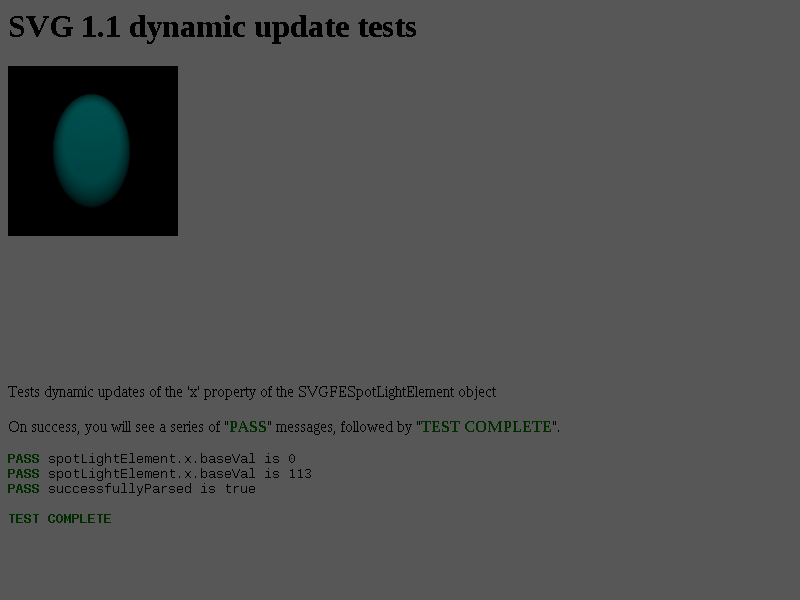 SVG 1.1 dynamic update tests
Tests dynamic updates of the 'x' property of the SVGFESpotLightElement object
On success, you will see a series of "PASS" messages, followed by "TEST COMPLETE".
PASS spotLightElement.x.baseVal is 0
PASS spotLightElement.x.baseVal is 113
PASS successfullyParsed is true
TEST COMPLETE